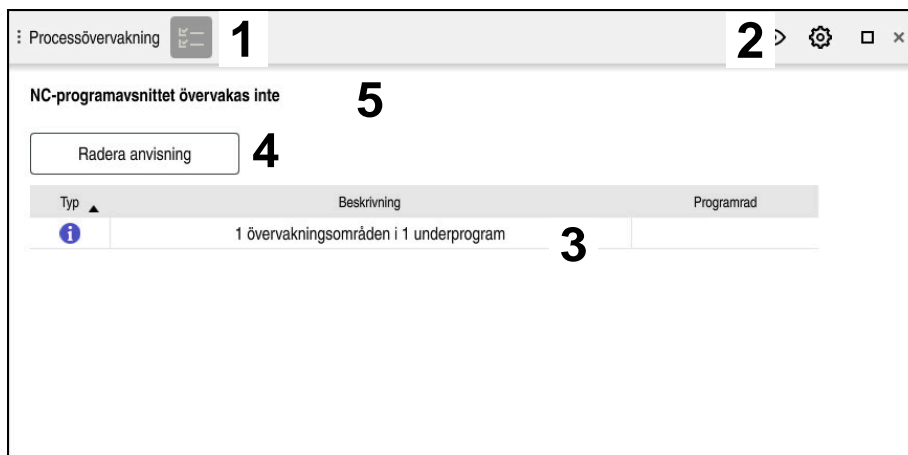 Processövervakning 1 2
NC-programavsnittet övervakas inte 5
Radera anvisning 4
Typ Beskrivning Programrad
1 övervakningsområden i 1 underprogram 3